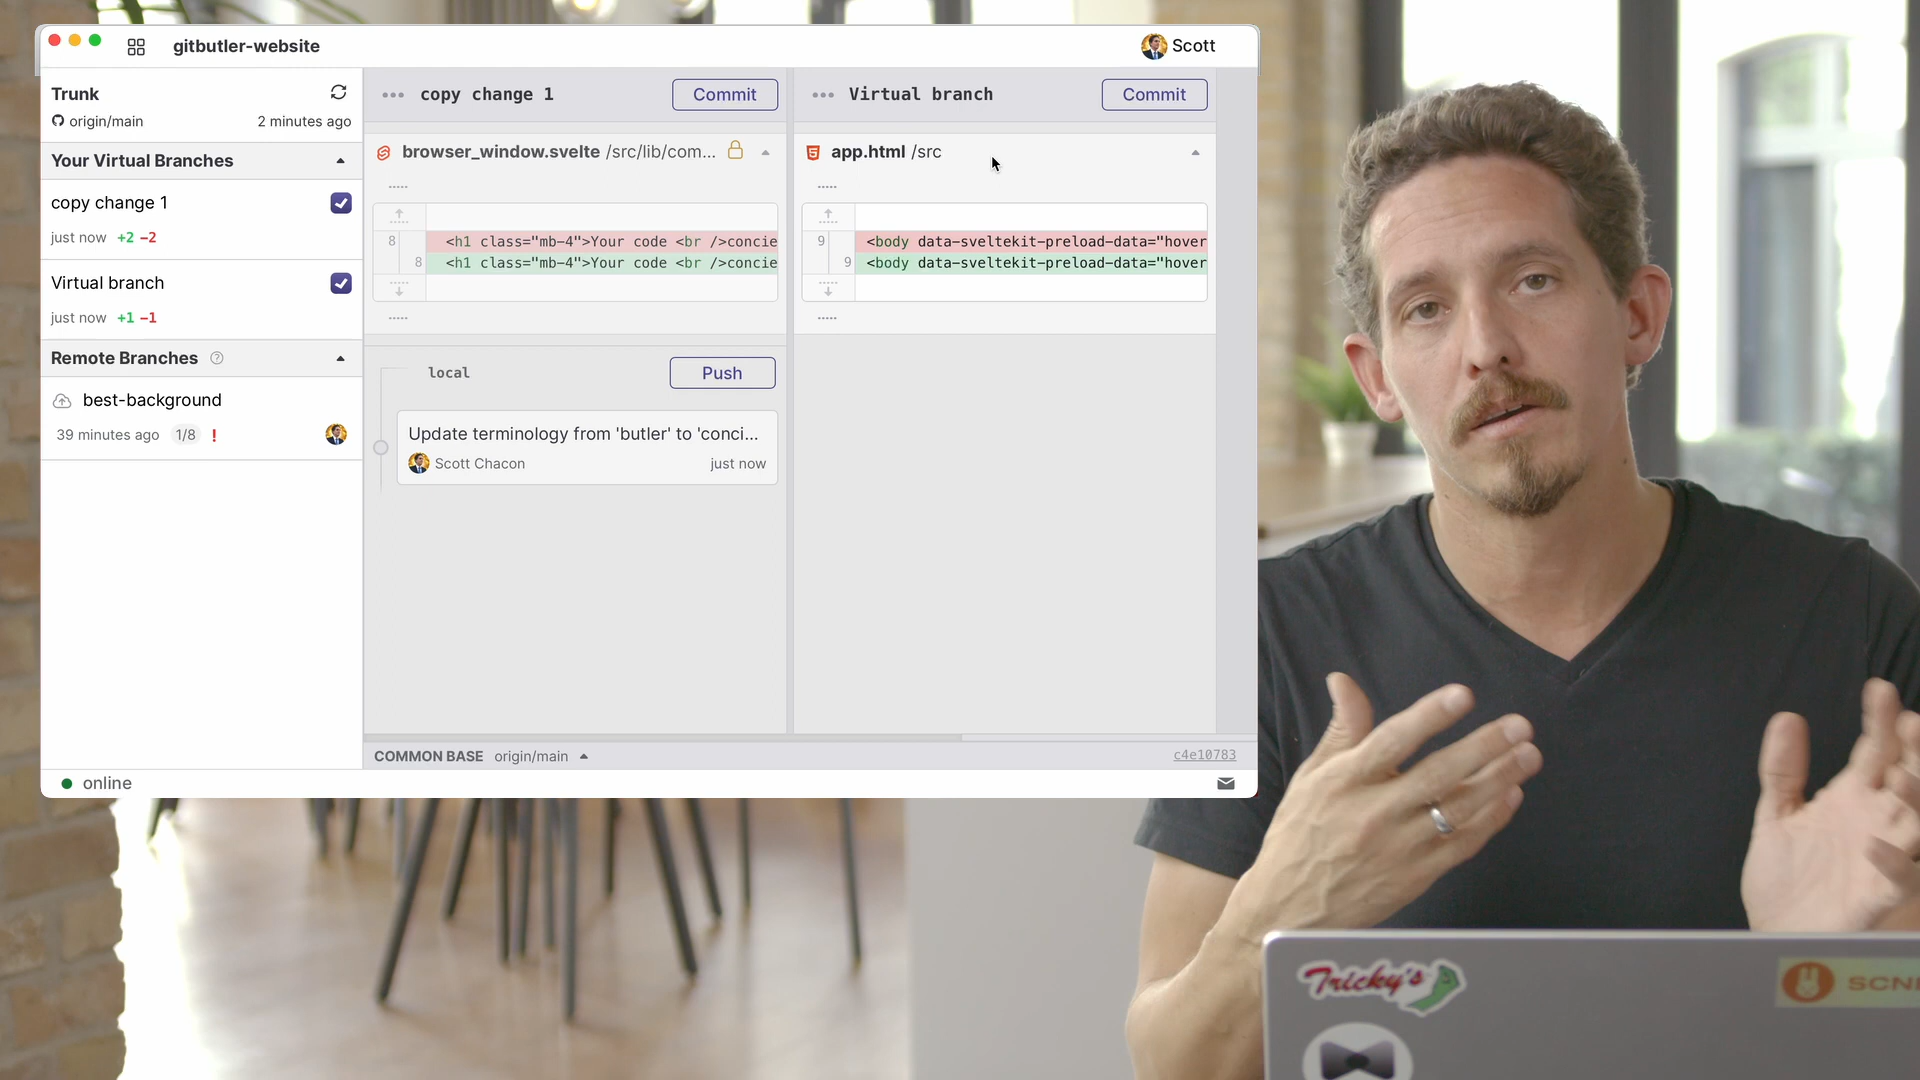 gitbutler-website
Scott
Trunk
origin/main
2 minutes ago
Your Virtual Branches
copy change 1
just now +2 −2
Virtual branch
just now +1 −1
Remote Branches ?
best-background
39 minutes ago 1/8 !
copy change 1
Commit
browser_window.svelte /src/lib/com...
8 <h1 class="mb-4">Your code <br />concie
8 <h1 class="mb-4">Your code <br />concie
local
Push
Update terminology from 'butler' to 'conci...
Scott Chacon
just now
Virtual branch
Commit
app.html /src
9 <body data-sveltekit-preload-data="hover
9 <body data-sveltekit-preload-data="hover
COMMON BASE origin/main
c4e10783
online
Tricky's